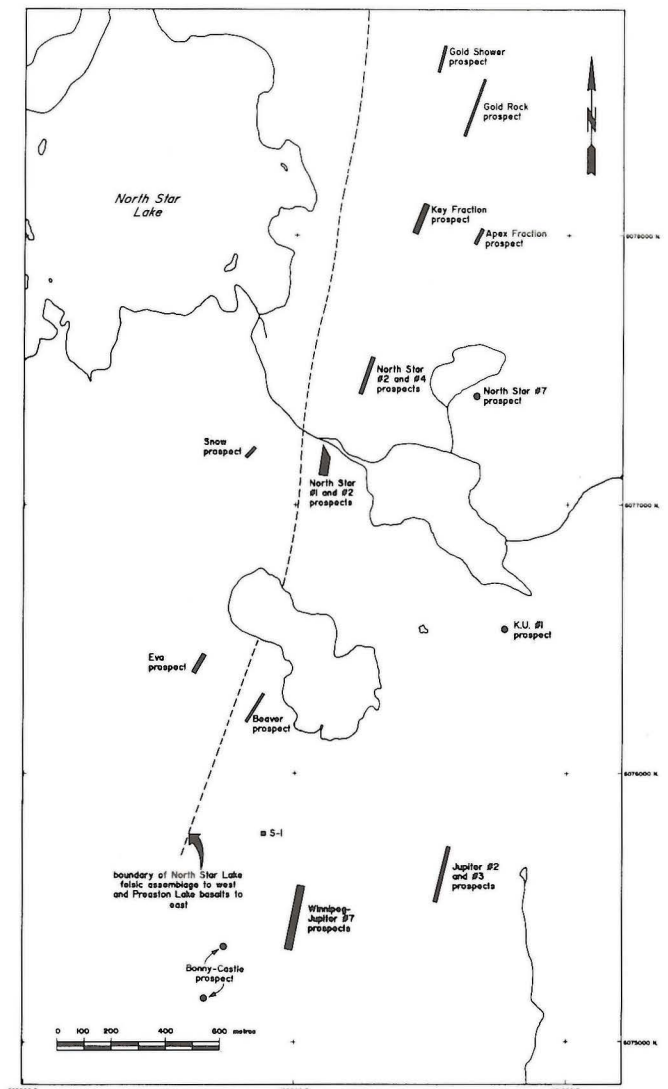 Gold Shower
prospect
Gold Rock
prospect
N
North Star
Lake
Key Fraction
prospect
Apex Fraction
prospect
6078000 N.
North Star
#2 and #4
prospects
North Star #7
prospect
Snow
prospect
North Star
#1 and #2
prospects
6077000 N.
K.U. #1
prospect
Eva
prospect
Beaver
prospect
6076000 N.
S-1
boundary of North Star Lake
felsic assemblage to west
and Preaston Lake basalts to
east
Jupiter #2
and #3
prospects
Winnipeg-
Jupiter #7
prospects
Bonny-Castle
prospect
0 100 200 400 600 metres
6075000 N.